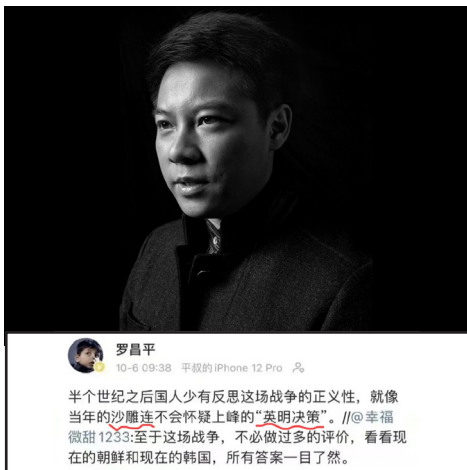 罗昌平
10-6 09:38 平叔的iPhone 12 Pro
半个世纪之后国人少有反思这场战争的正义性，就像
当年的沙雕连不会怀疑上峰的“英明决策”。//@幸福
微甜1233:至于这场战争，不必做过多的评价，看看现
在的朝鲜和现在的韩国，所有答案一目了然。